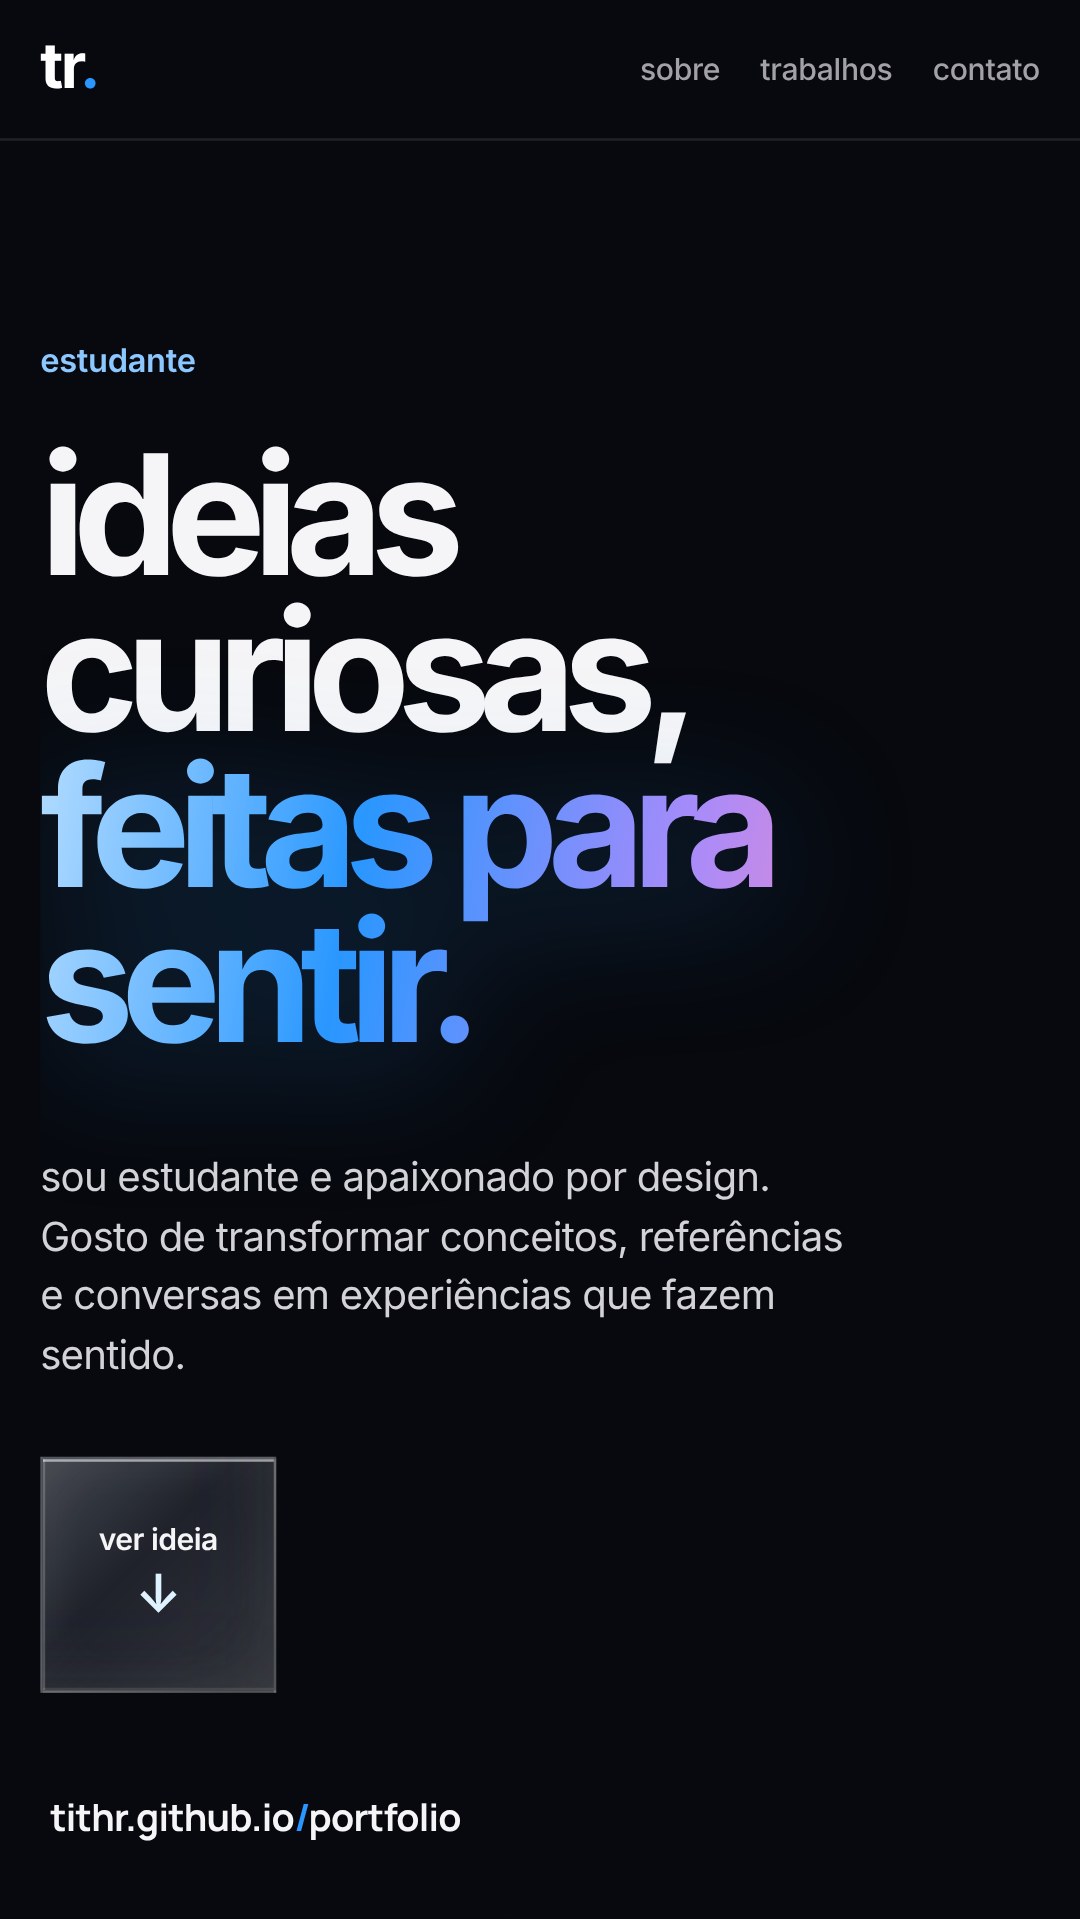 tr.
sobre trabalhos contato
estudante
ideias
curiosas,
feitas para
sentir.
sou estudante e apaixonado por design.
Gosto de transformar conceitos, referências
e conversas em experiências que fazem
sentido.
ver ideia
↓
tithr.github.io/portfolio